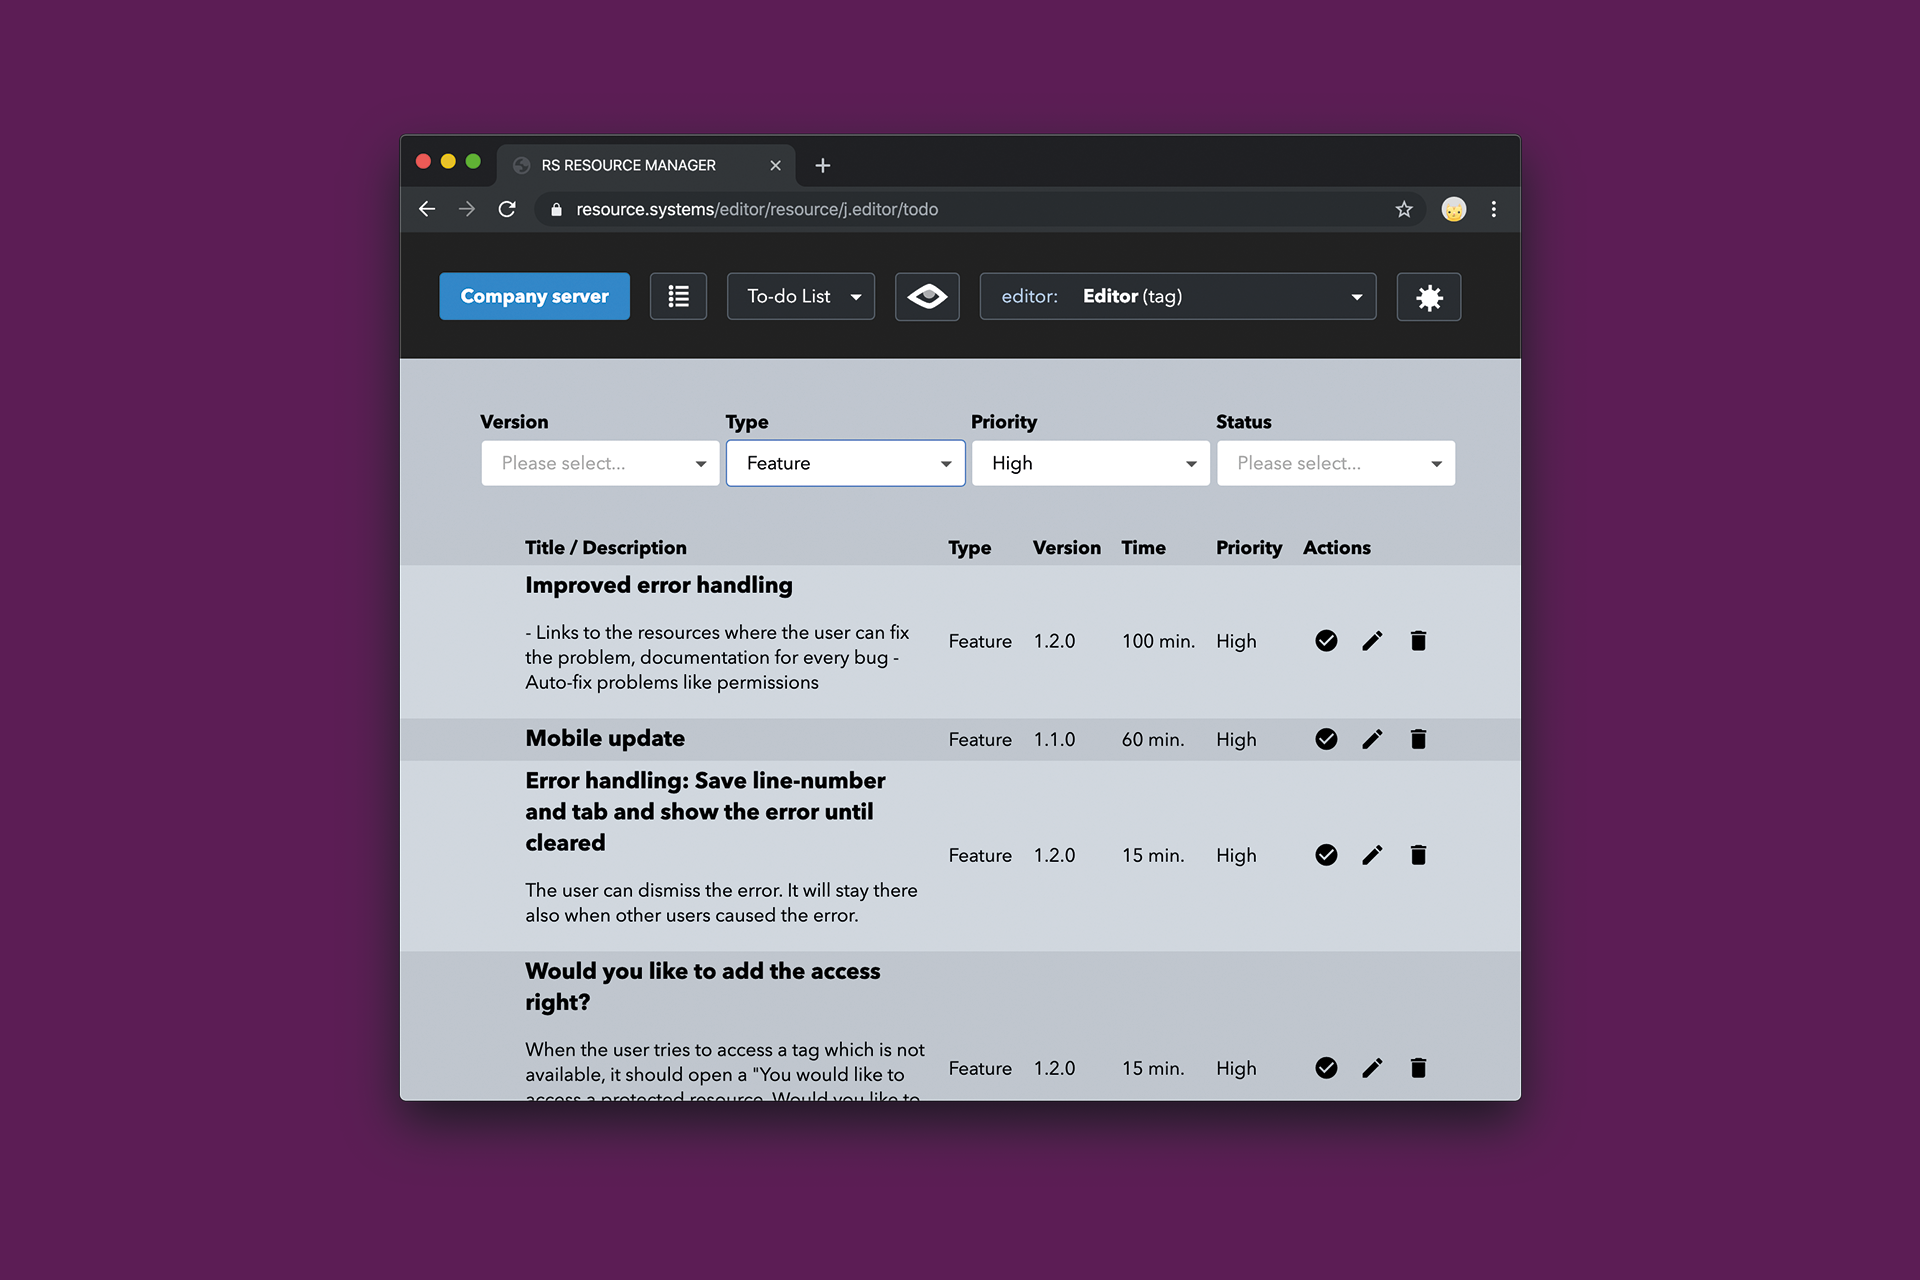 RS RESOURCE MANAGER
resource.systems/editor/resource/j.editor/todo
Company server
To-do List
editor: Editor (tag)
Version Type Priority Status
Please select... Feature High Please select...
Title / Description Type Version Time Priority Actions
Improved error handling
- Links to the resources where the user can fix
the problem, documentation for every bug -
Auto-fix problems like permissions
Feature 1.2.0 100 min. High
Mobile update Feature 1.1.0 60 min. High
Error handling: Save line-number
and tab and show the error until
cleared
The user can dismiss the error. It will stay there
also when other users caused the error.
Feature 1.2.0 15 min. High
Would you like to add the access
right?
When the user tries to access a tag which is not
available, it should open a "You would like to
access a protected resource. Would you like to
Feature 1.2.0 15 min. High